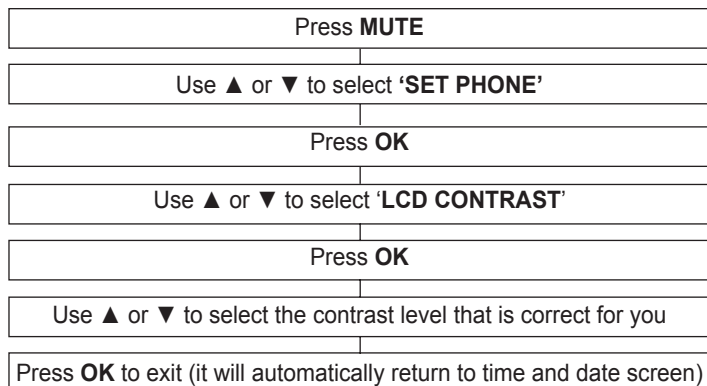 Press MUTE
Use ▲ or ▼ to select ‘SET PHONE’
Press OK
Use ▲ or ▼ to select ‘LCD CONTRAST’
Press OK
Use ▲ or ▼ to select the contrast level that is correct for you
Press OK to exit (it will automatically return to time and date screen)